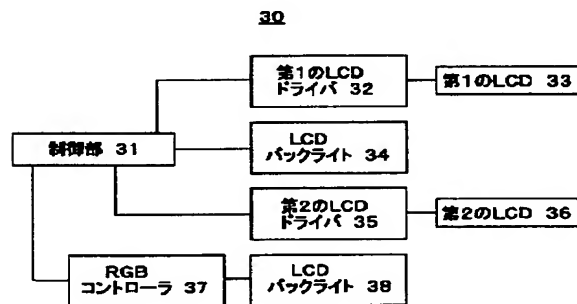 30
第1のLCD
ドライバ 32
第1のLCD 33
制御部 31
LCD
バックライト 34
第2のLCD
ドライバ 35
第2のLCD 36
RGB
コントローラ 37
LCD
バックライト 38